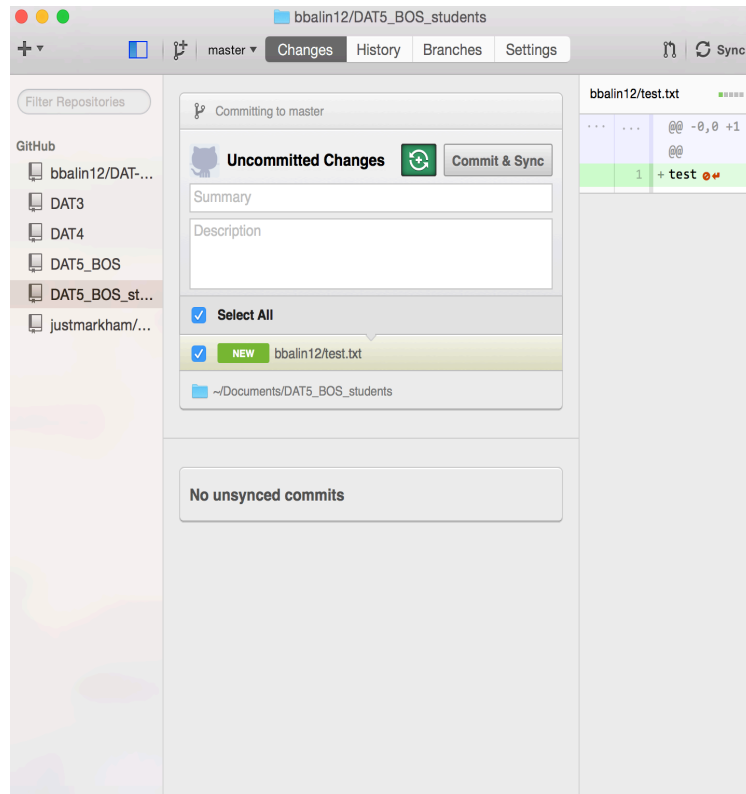 bbalin12/DAT5_BOS_students
master Changes History Branches Settings Sync
Filter Repositories
GitHub
bbalin12/DAT-...
DAT3
DAT4
DAT5_BOS
DAT5_BOS_st...
justmarkham/...
Committing to master
Uncommitted Changes Commit & Sync
Summary
Description
Select All
NEW bbalin12/test.txt
~/Documents/DAT5_BOS_students
No unsynced commits
bbalin12/test.txt
... ... @@ -0,0 +1
@@
1 +test